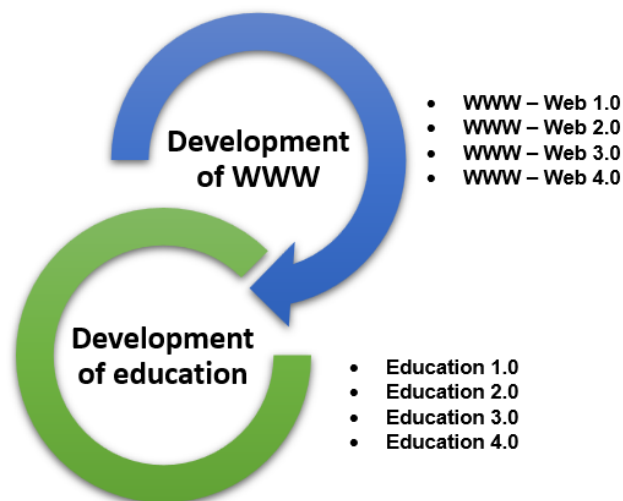 Development
of WWW
• WWW – Web 1.0
• WWW – Web 2.0
• WWW – Web 3.0
• WWW – Web 4.0
Development
of education
• Education 1.0
• Education 2.0
• Education 3.0
• Education 4.0